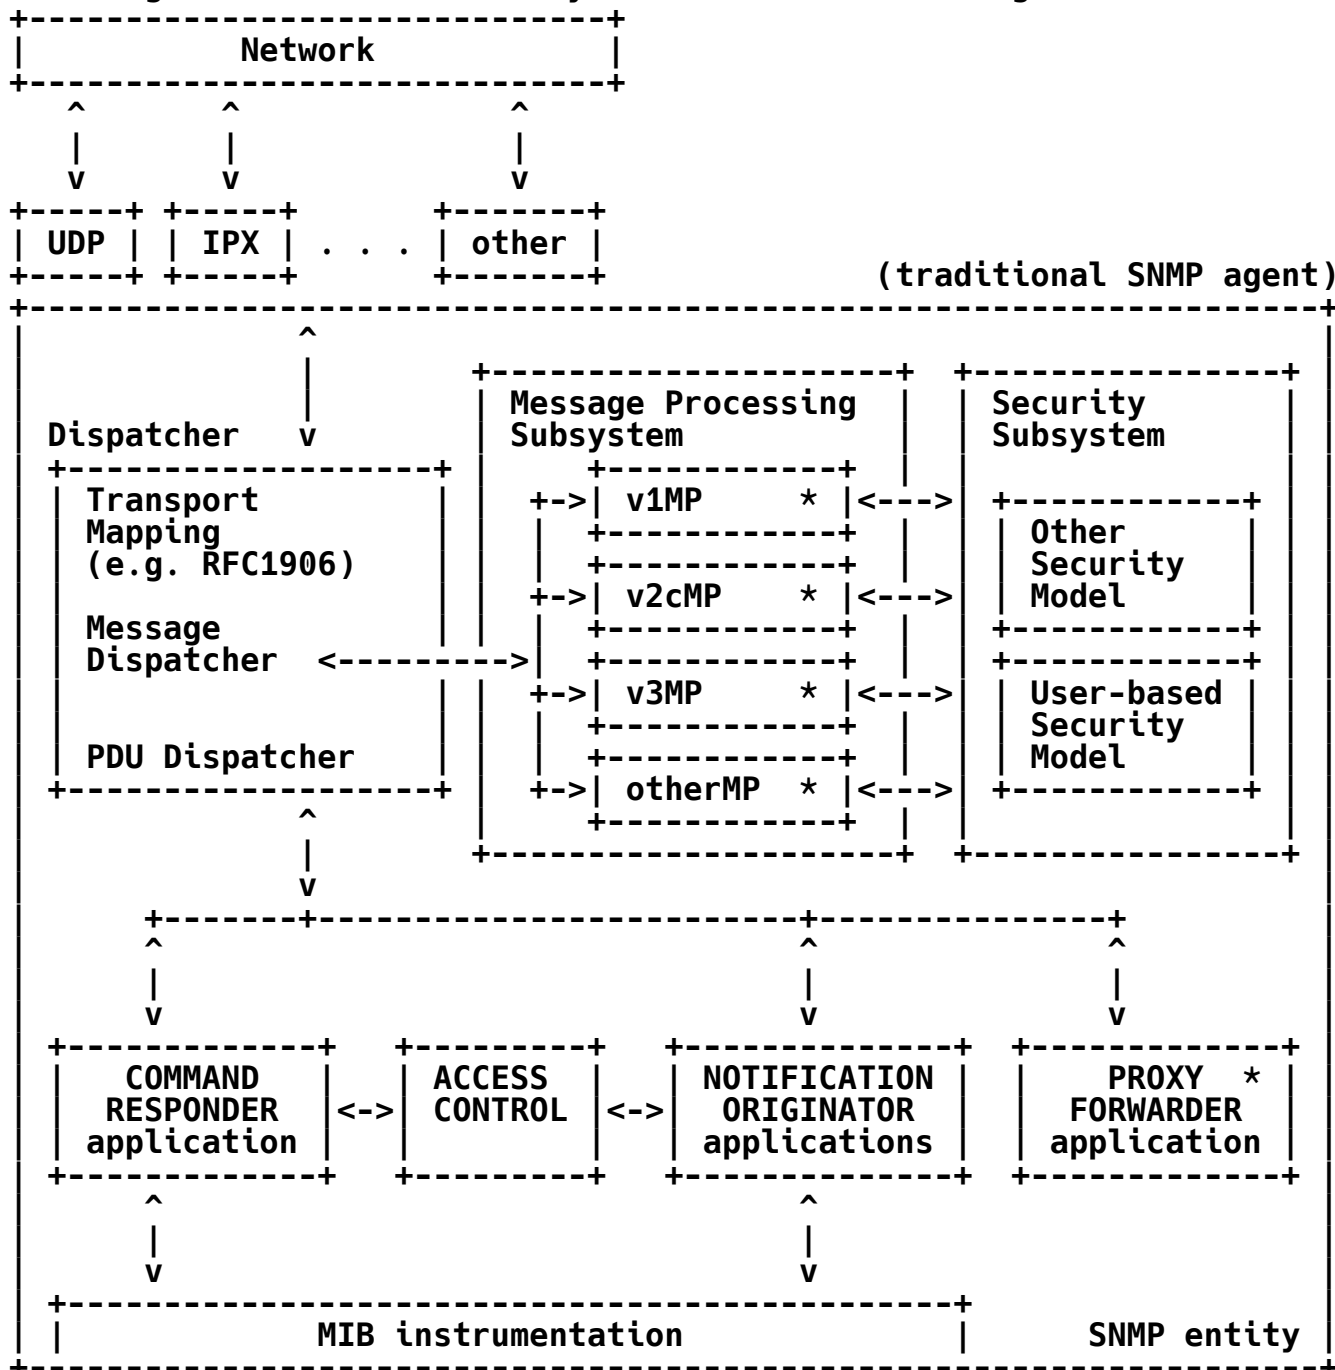 Network
UDP IPX . . . other
(traditional SNMP agent)
Message Processing Security
Dispatcher Subsystem Subsystem
Transport v1MP *
Mapping Other
(e.g. RFC1906) Security
v2cMP * Model
Message
Dispatcher
v3MP * User-based
Security
PDU Dispatcher Model
otherMP *
COMMAND ACCESS NOTIFICATION PROXY *
RESPONDER CONTROL ORIGINATOR FORWARDER
application applications application
MIB instrumentation SNMP entity